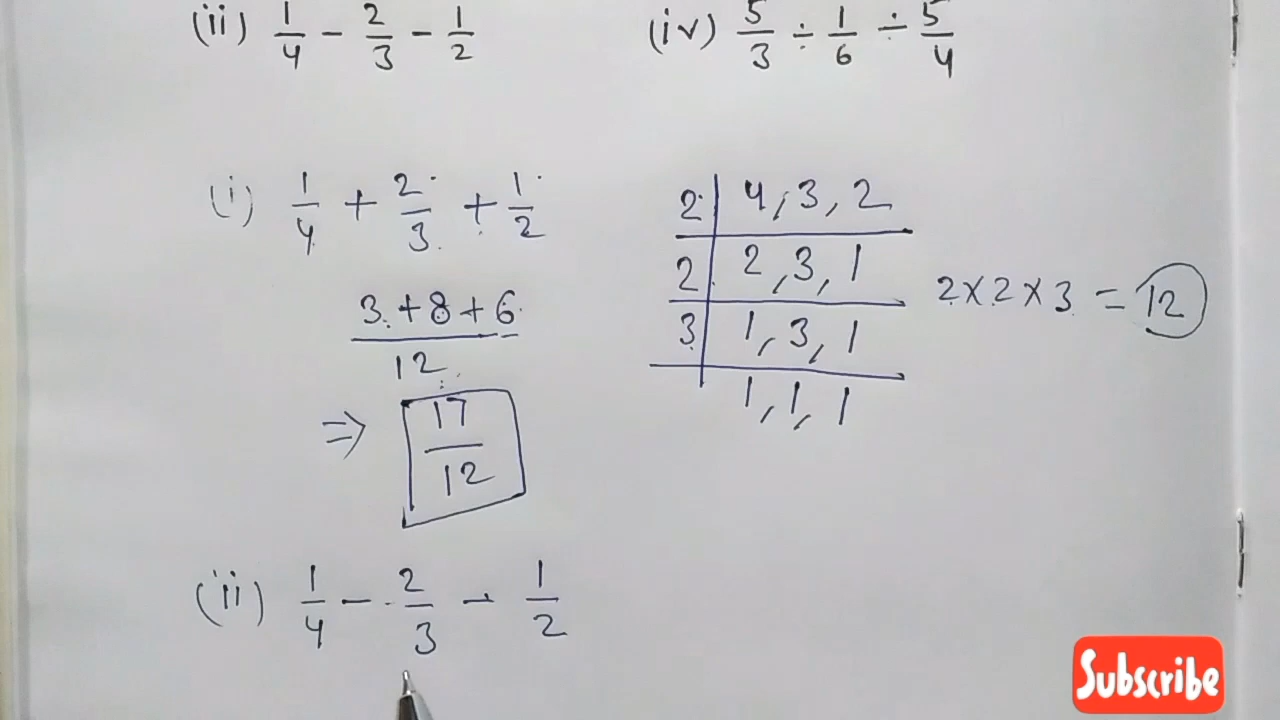 (ii) 1/4 - 2/3 - 1/2
(iv) 5/3 ÷ 1/6 ÷ 5/4
(i) 1/4 + 2/3 + 1/2
3+8+6
12
⇒ 17/12
2 | 4,3,2
2 | 2,3,1
3 | 1,3,1
1,1,1
2×2×3 = 12
(ii) 1/4 - 2/3 - 1/2
Subscribe